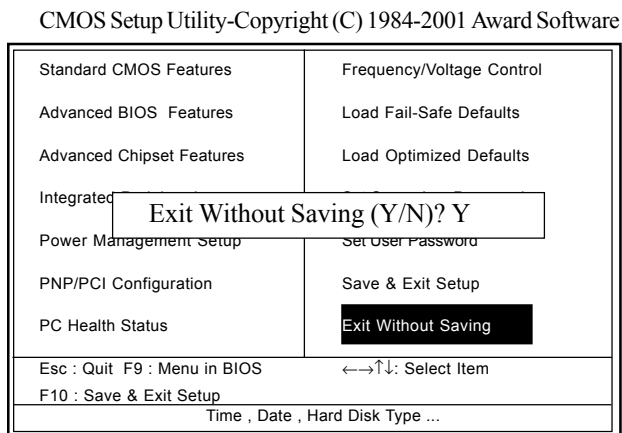 CMOS Setup Utility-Copyright (C) 1984-2001 Award Software
Standard CMOS Features
Advanced BIOS Features
Advanced Chipset Features
Integrated
Power Management Setup
PNP/PCI Configuration
PC Health Status
Frequency/Voltage Control
Load Fail-Safe Defaults
Load Optimized Defaults
Set User Password
Save & Exit Setup
Exit Without Saving
Exit Without Saving (Y/N)? Y
Esc : Quit F9 : Menu in BIOS
F10 : Save & Exit Setup
←→↑↓: Select Item
Time , Date , Hard Disk Type ...